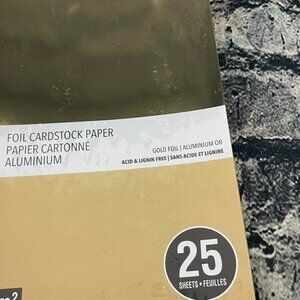 FOIL CARDSTOCK PAPER
PAPIER CARTONNÉ
ALUMINIUM
GOLD FOIL | ALUMINIUM OR
ACID & LIGNIN FREE | SANS ACIDE ET LIGNINE
25
SHEETS • FEUILLES